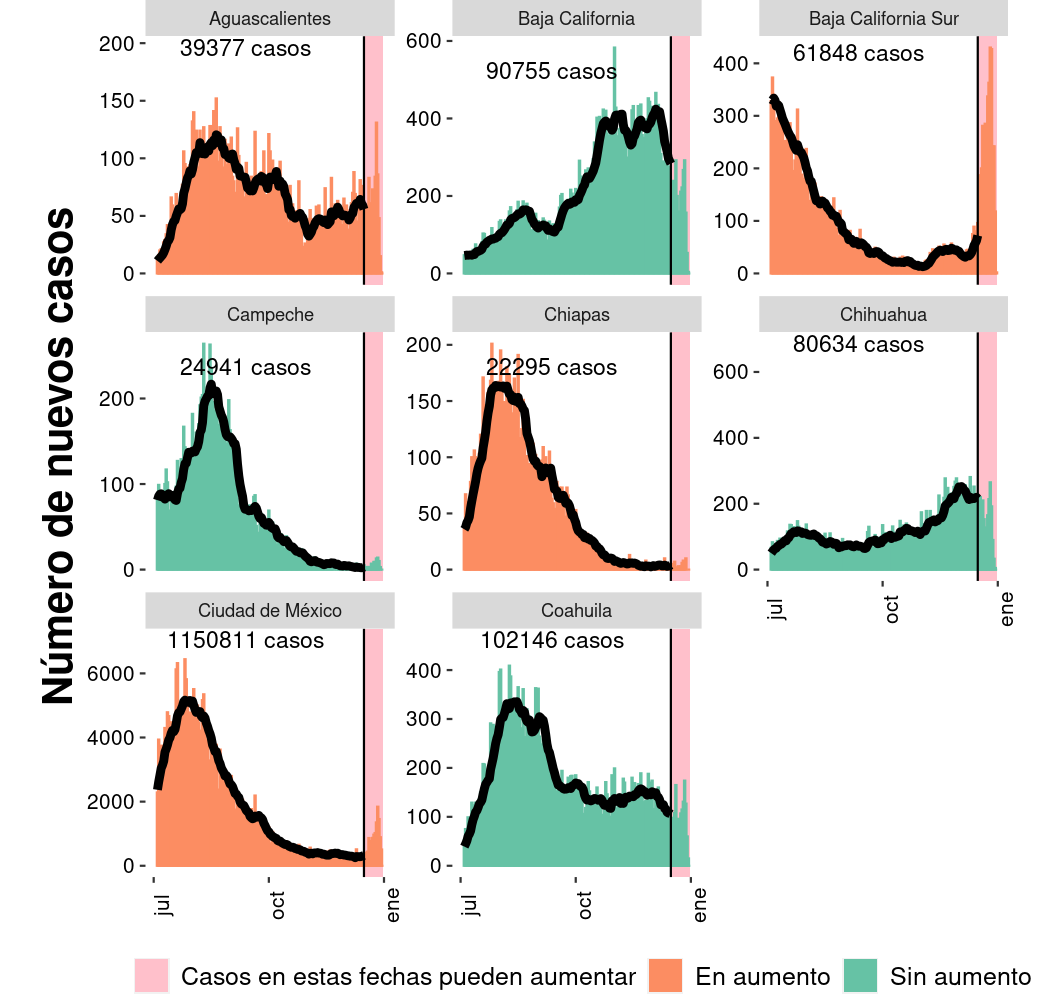 Número de nuevos casos
Aguascalientes
39377 casos
200
150
100
50
0
Baja California
90755 casos
600
400
200
0
Baja California Sur
61848 casos
400
300
200
100
0
Campeche
24941 casos
200
100
0
Chiapas
22295 casos
200
150
100
50
0
Chihuahua
80634 casos
600
400
200
0
jul
oct
ene
Ciudad de México
1150811 casos
6000
4000
2000
0
jul
oct
ene
Coahuila
102146 casos
400
300
200
100
0
jul
oct
ene
Casos en estas fechas pueden aumentar
En aumento
Sin aumento